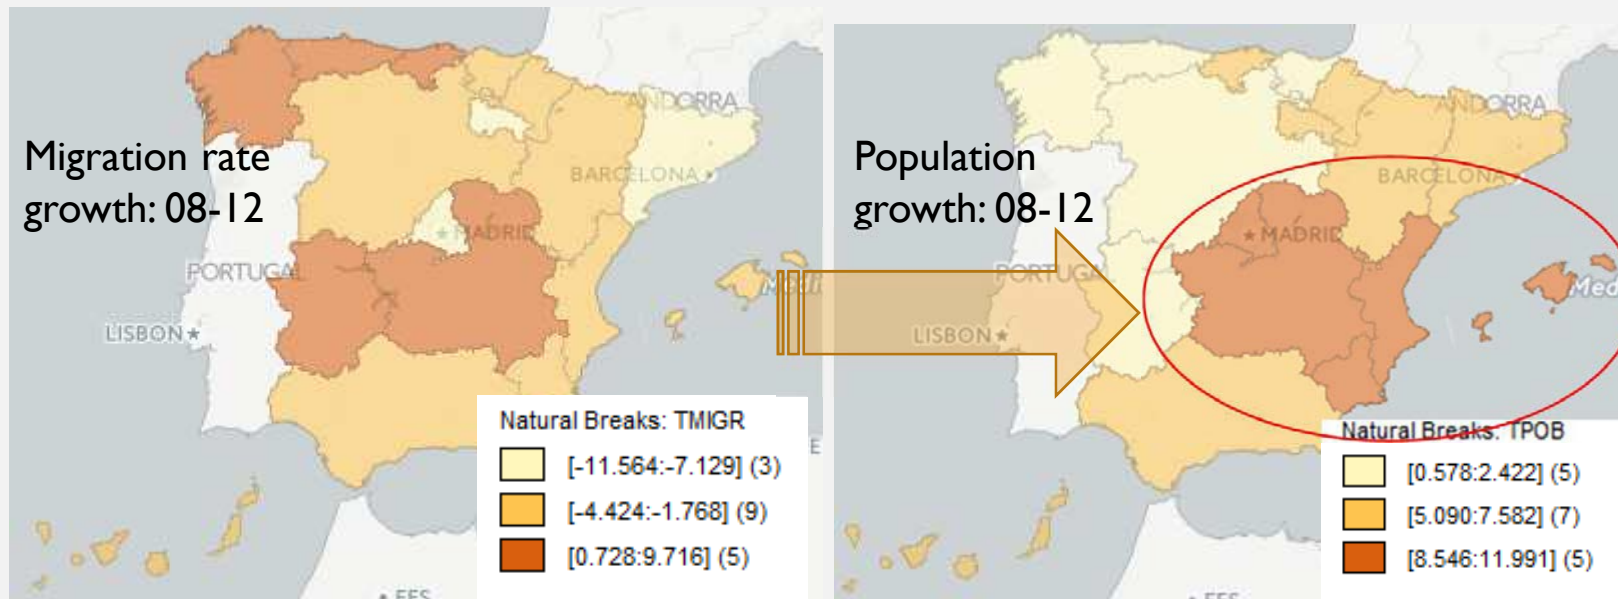 Migration rate
growth: 08-12
ANDORRA
BARCELONA
MADRID
PORTUGAL
LISBON
Natural Breaks: TMIGR
[-11.564:-7.129] (3)
[-4.424:-1.768] (9)
[0.728:9.716] (5)
Population
growth: 08-12
ANDORRA
BARCELONA
MADRID
PORTUGAL
Med
LISBON
Natural Breaks: TPOB
[0.578:2.422] (5)
[5.090:7.582] (7)
[8.546:11.991] (5)